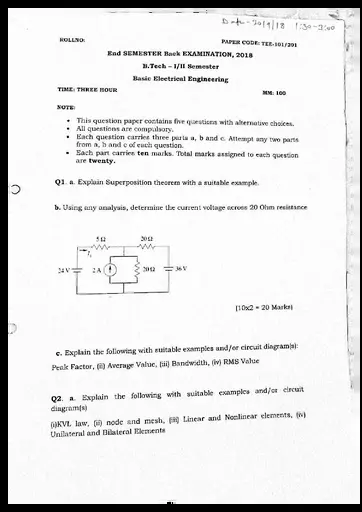 Date-30/4/18 1:30-3:00
ROLLNO:
PAPER CODE: TEE-101/201
End SEMESTER Back EXAMINATION, 2018
B.Tech – I/II Semester
Basic Electrical Engineering
TIME: THREE HOUR
MM: 100
NOTE:
• This question paper contains five questions with alternative choices.
• All questions are compulsory.
• Each question carries three parts a, b and c. Attempt any two parts
from a, b and c of each question.
• Each part carries ten marks. Total marks assigned to each question
are twenty.
Q1. a. Explain Superposition theorem with a suitable example.
b. Using any analysis, determine the current voltage across 20 Ohm resistance
5 Ω 20 Ω
I₁
24 V 2 A 20 Ω 36 V
(10x2 = 20 Marks)
c. Explain the following with suitable examples and/or circuit diagram(s):
Peak Factor, (ii) Average Value, (iii) Bandwidth, (iv) RMS Value
Q2. a. Explain the following with suitable examples and/or circuit
diagram(s)
(i)KVL law, (ii) node and mesh, (iii) Linear and Nonlinear elements, (iv)
Unilateral and Bilateral Elements